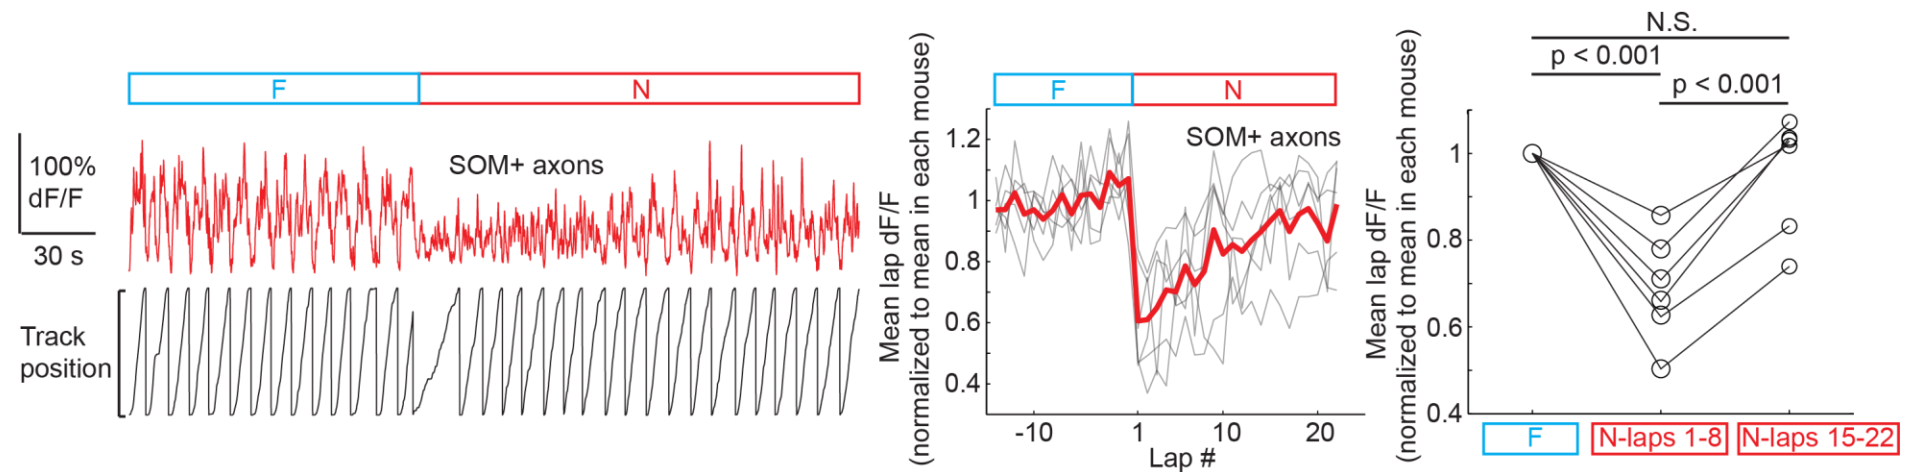 F
N
100%
dF/F
30 s
SOM+ axons
Track
position
Mean lap dF/F
(normalized to mean in each mouse)
F
N
SOM+ axons
1.2
1
0.8
0.6
0.4
-10
1
10
20
Lap #
Mean lap dF/F
(normalized to mean in each mouse)
N.S.
p < 0.001
p < 0.001
1
0.8
0.6
0.4
F
N-laps 1-8
N-laps 15-22